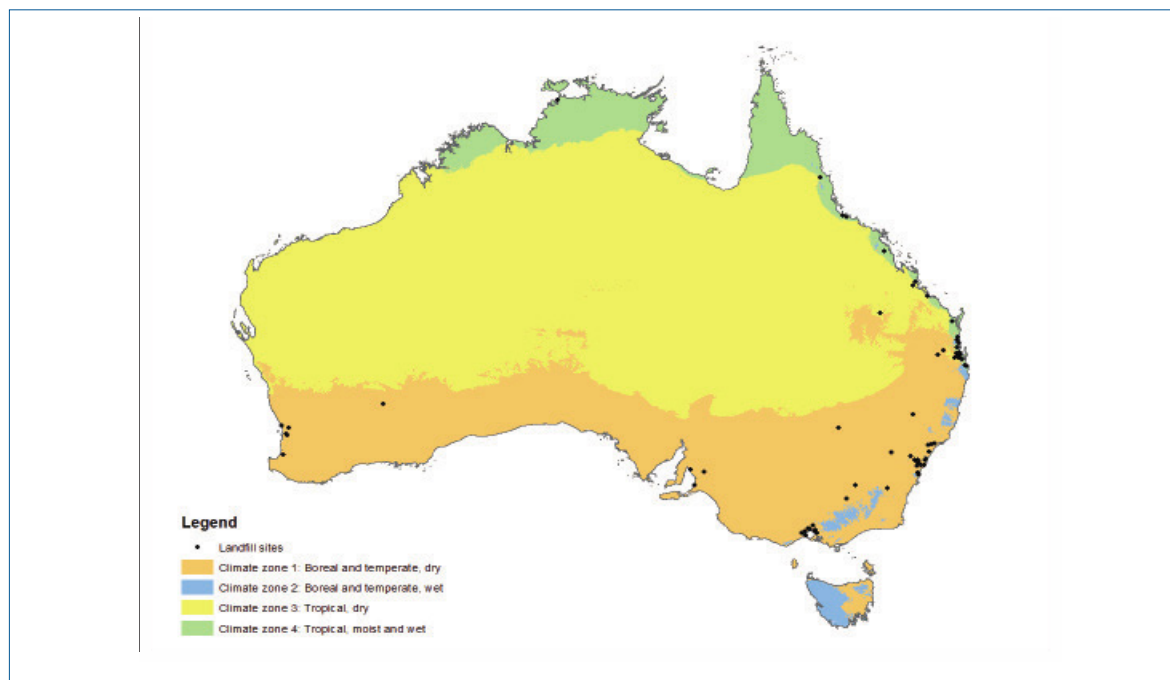 Legend
Landfill sites
Climate zone 1: Boreal and temperate, dry
Climate zone 2: Boreal and temperate, wet
Climate zone 3: Tropical, dry
Climate zone 4: Tropical, moist and wet